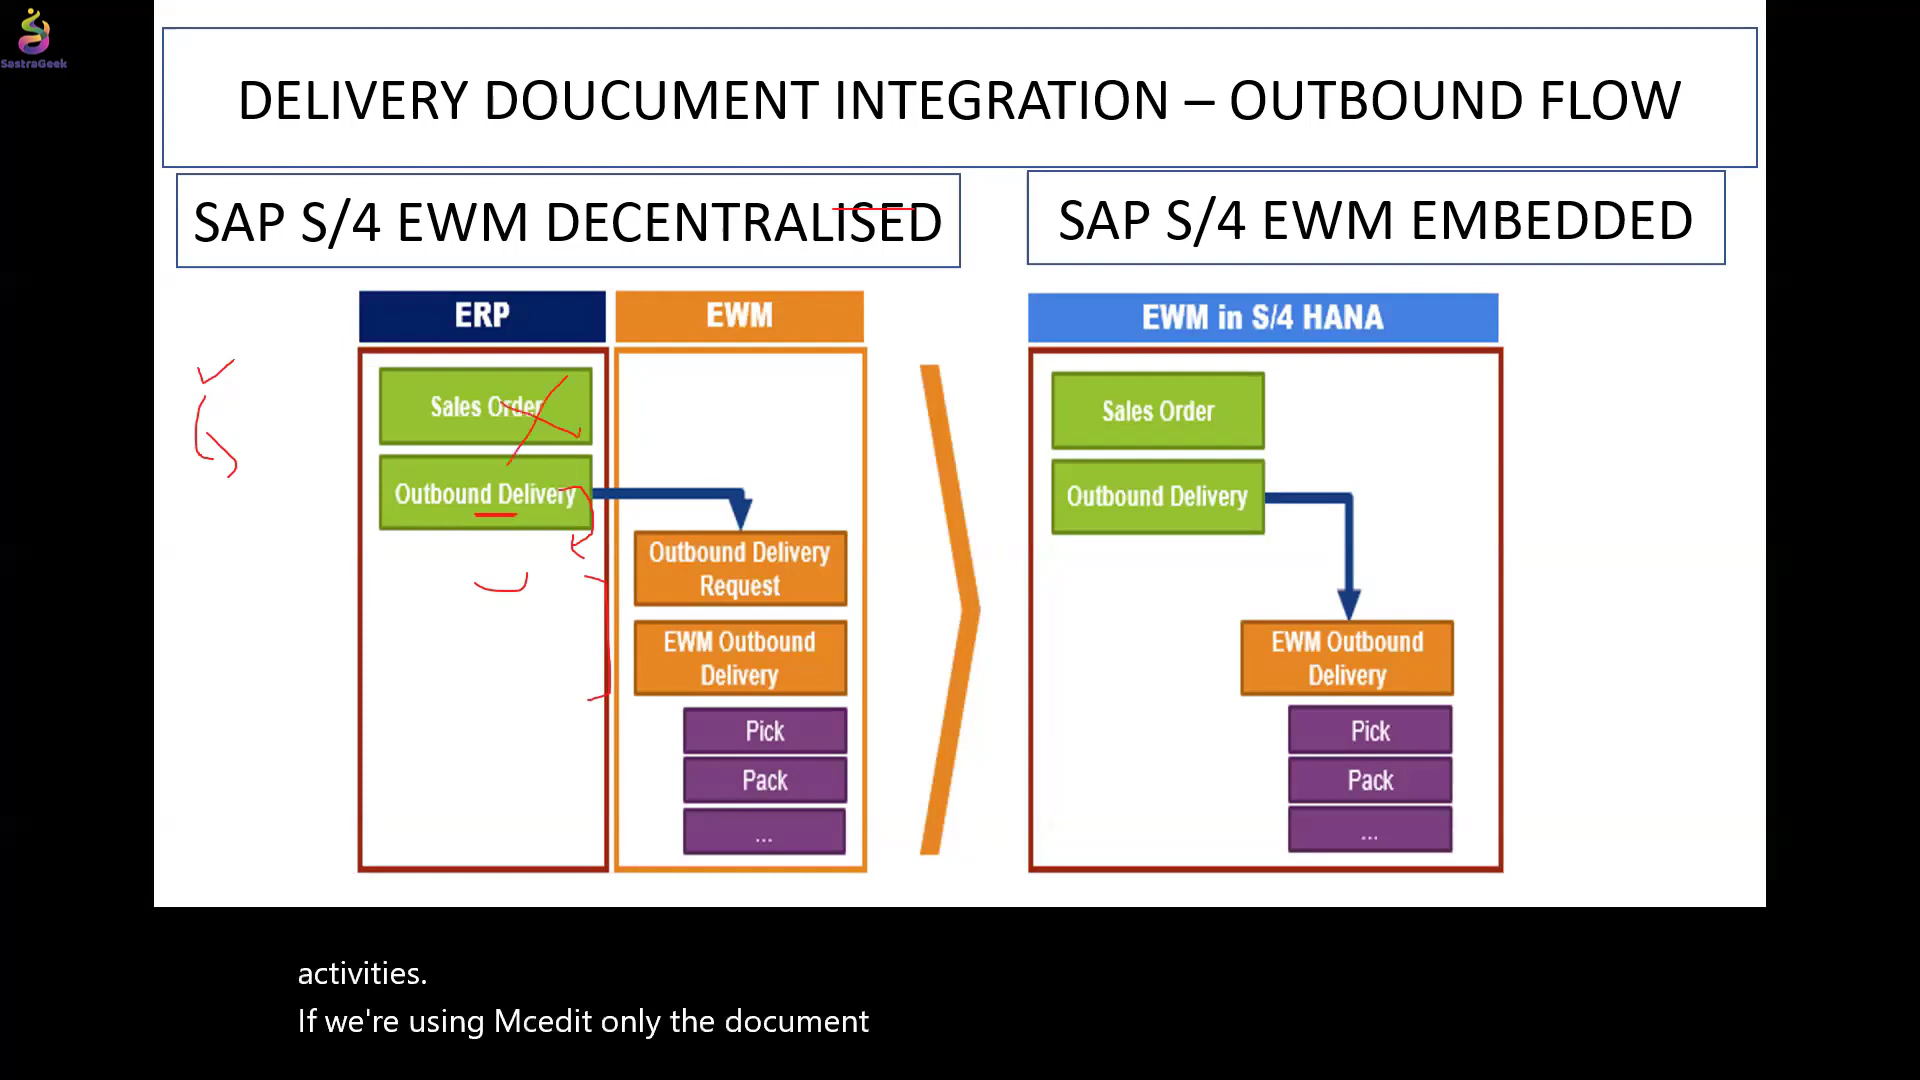 SastraGeek
DELIVERY DOUCUMENT INTEGRATION – OUTBOUND FLOW
SAP S/4 EWM DECENTRALISED
SAP S/4 EWM EMBEDDED
ERP
EWM
Sales Order
Outbound Delivery
Outbound Delivery
Request
EWM Outbound
Delivery
Pick
Pack
...
EWM in S/4 HANA
Sales Order
Outbound Delivery
EWM Outbound
Delivery
Pick
Pack
...
activities.
If we're using Mcedit only the document